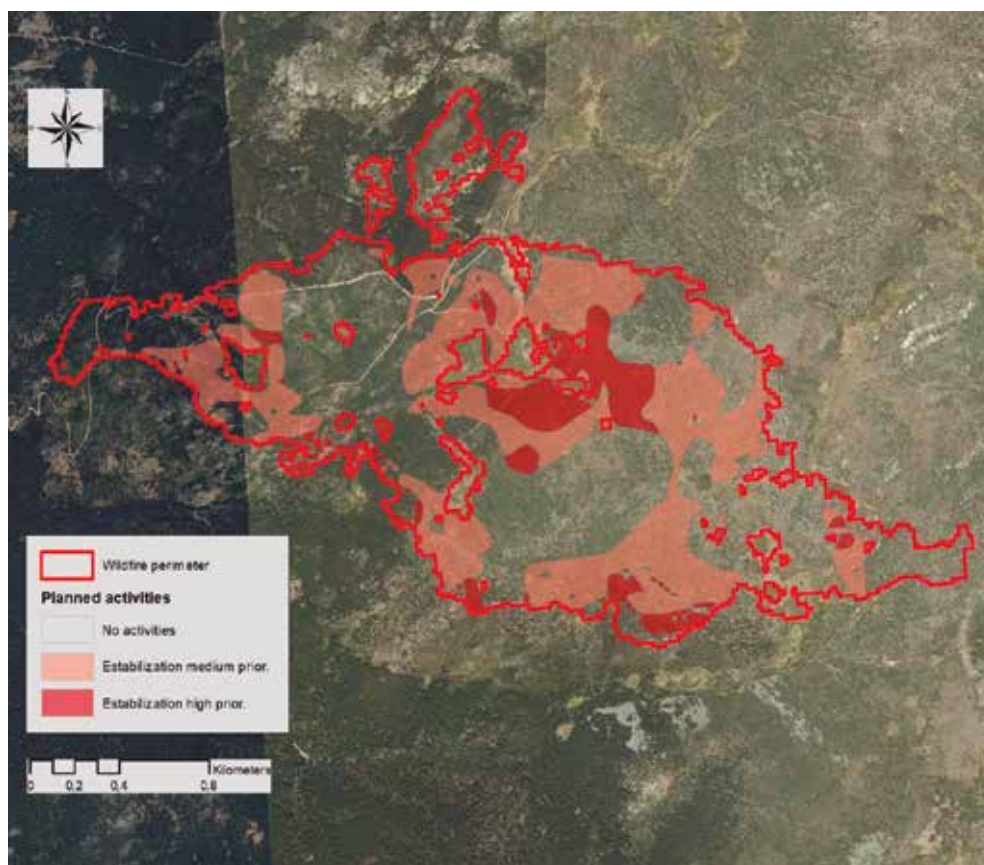 Wildfire perimeter
Planned activities
No activities
Estabilization medium prior.
Estabilization high prior.
Kilometers
0 0,2 0,4 0,8